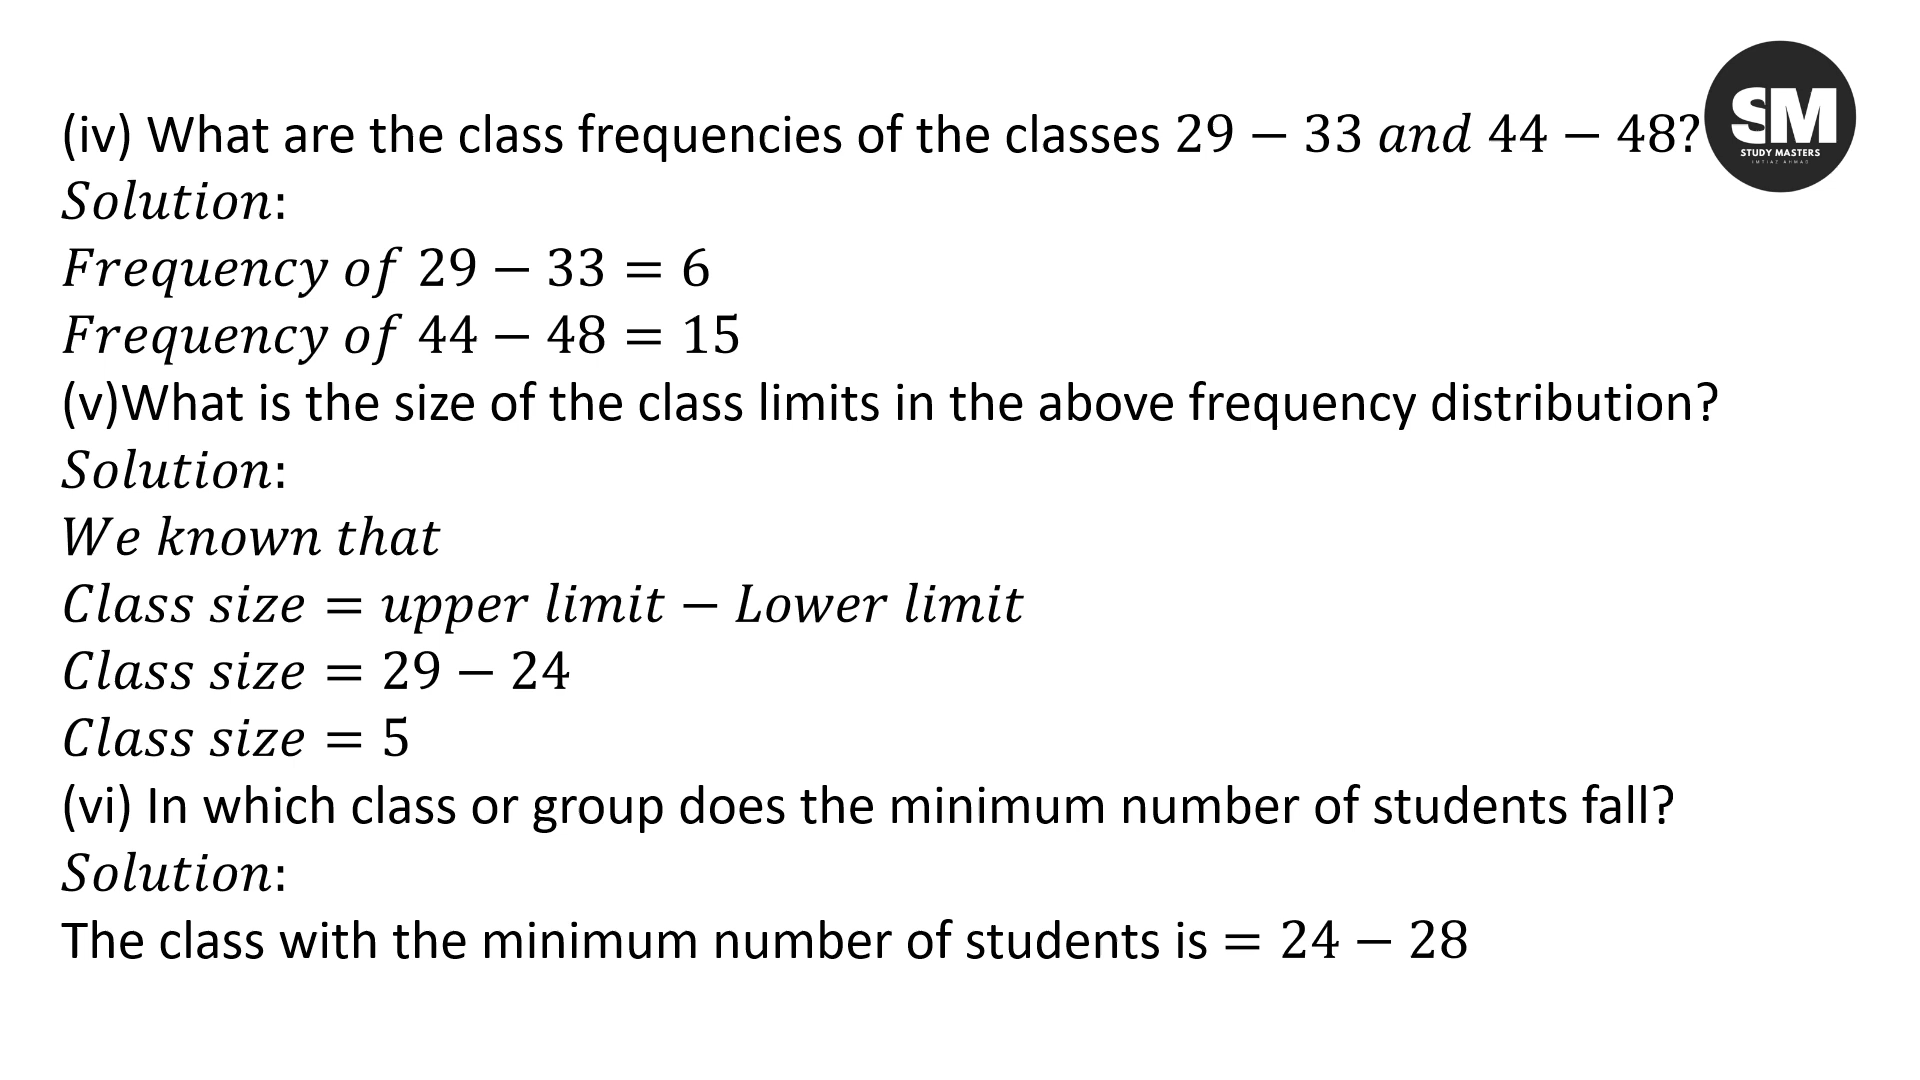 (iv) What are the class frequencies of the classes 29 − 33 and 44 − 48?
SM
STUDY MASTERS
IMTIAZ AHMAD
Solution:
Frequency of 29 − 33 = 6
Frequency of 44 − 48 = 15
(v)What is the size of the class limits in the above frequency distribution?
Solution:
We known that
Class size = upper limit − Lower limit
Class size = 29 − 24
Class size = 5
(vi) In which class or group does the minimum number of students fall?
Solution:
The class with the minimum number of students is = 24 − 28